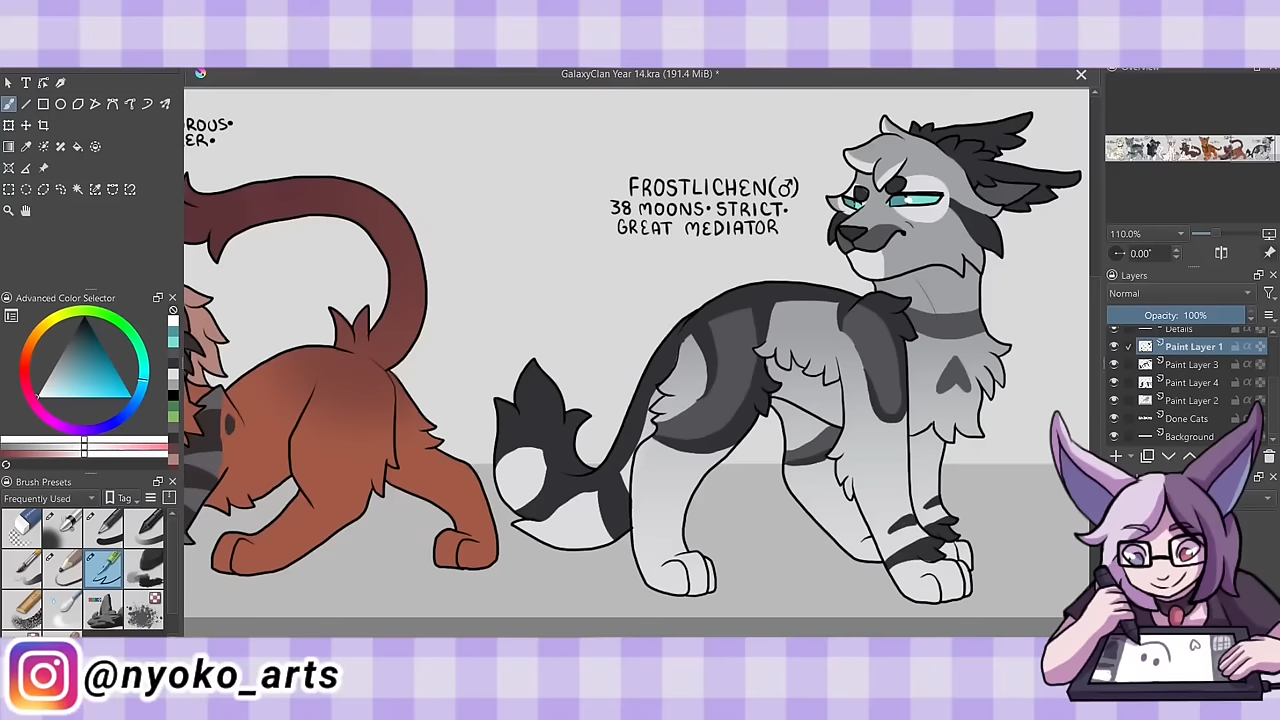 GalaxyClan Year 14.kra (191.4 MiB) *
ROUS•
ER•
FROSTLICHEN(♂)
38 MOONS • STRICT •
GREAT MEDIATOR
110.0%
0.00°
Layers
Normal
Opacity: 100%
Details
Paint Layer 1
Paint Layer 3
Paint Layer 4
Paint Layer 2
Done Cats
Background
Advanced Color Selector
Brush Presets
Frequently Used
Tag
@nyoko_arts